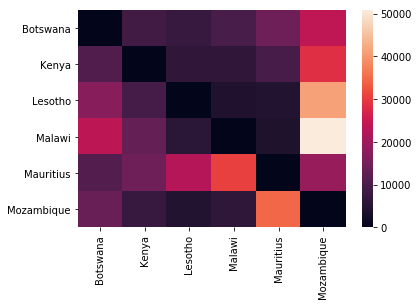 Botswana
Kenya
Lesotho
Malawi
Mauritius
Mozambique
Botswana
Kenya
Lesotho
Malawi
Mauritius
Mozambique
50000
40000
30000
20000
10000
0